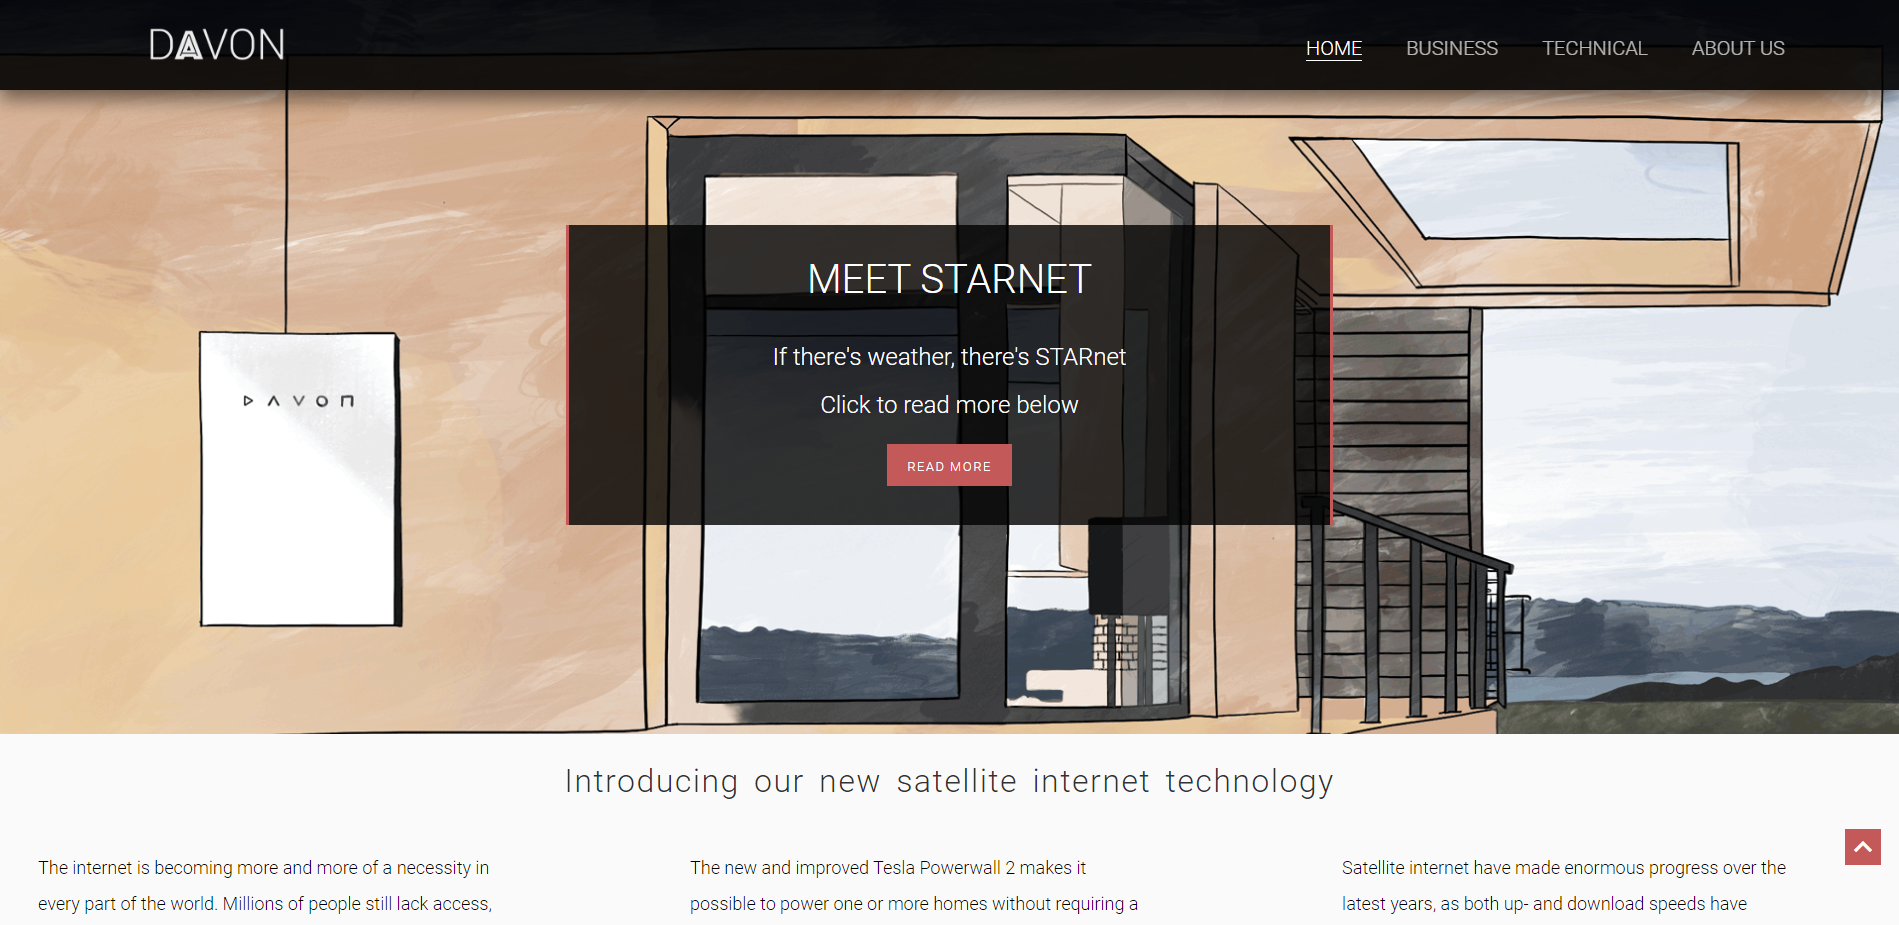 DAVON
HOME BUSINESS TECHNICAL ABOUT US
MEET STARNET
If there's weather, there's STARnet
Click to read more below
READ MORE
DAVON
Introducing our new satellite internet technology
The internet is becoming more and more of a necessity in
every part of the world. Millions of people still lack access,
The new and improved Tesla Powerwall 2 makes it
possible to power one or more homes without requiring a
Satellite internet have made enormous progress over the
latest years, as both up- and download speeds have